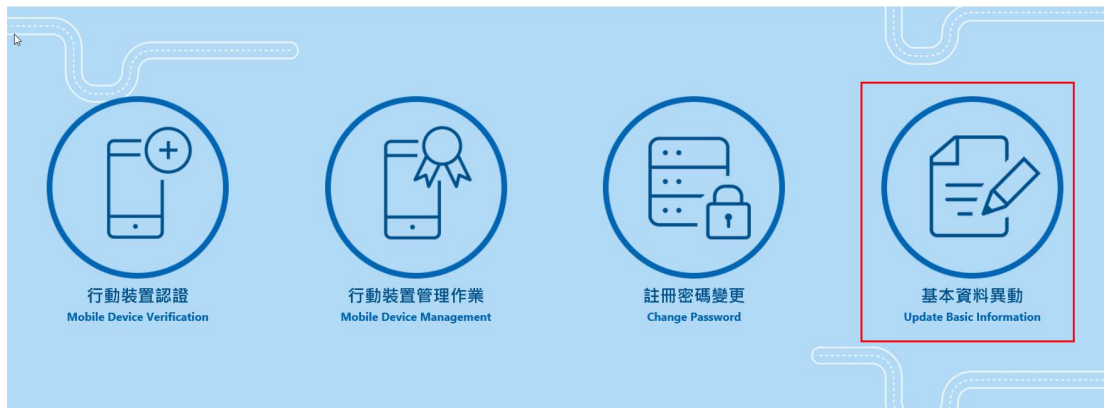 行動裝置認證
Mobile Device Verification
行動裝置管理作業
Mobile Device Management
註冊密碼變更
Change Password
基本資料異動
Update Basic Information